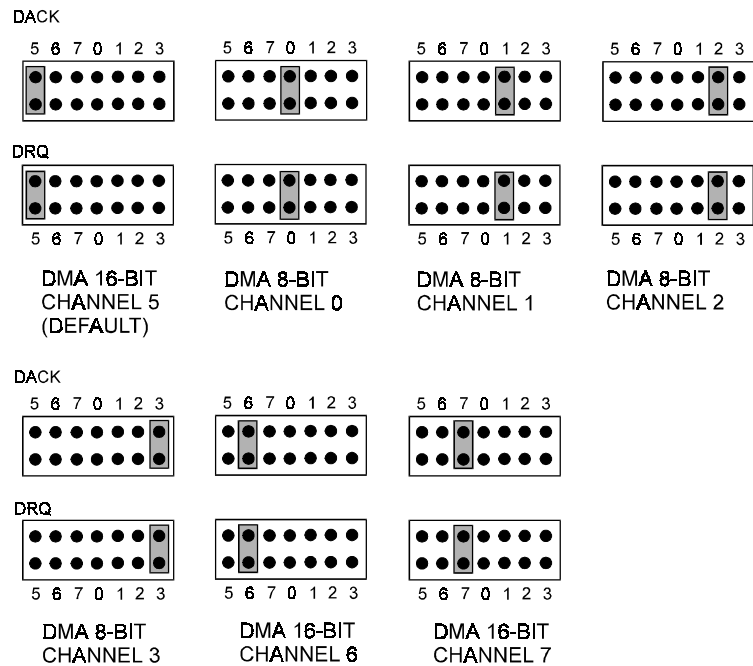 DACK
5 6 7 0 1 2 3
5 6 7 0 1 2 3
5 6 7 0 1 2 3
5 6 7 0 1 2 3
DRQ
5 6 7 0 1 2 3
5 6 7 0 1 2 3
5 6 7 0 1 2 3
5 6 7 0 1 2 3
DMA 16-BIT
CHANNEL 5
(DEFAULT)
DMA 8-BIT
CHANNEL 0
DMA 8-BIT
CHANNEL 1
DMA 8-BIT
CHANNEL 2
DACK
5 6 7 0 1 2 3
5 6 7 0 1 2 3
5 6 7 0 1 2 3
DRQ
5 6 7 0 1 2 3
5 6 7 0 1 2 3
5 6 7 0 1 2 3
DMA 8-BIT
CHANNEL 3
DMA 16-BIT
CHANNEL 6
DMA 16-BIT
CHANNEL 7